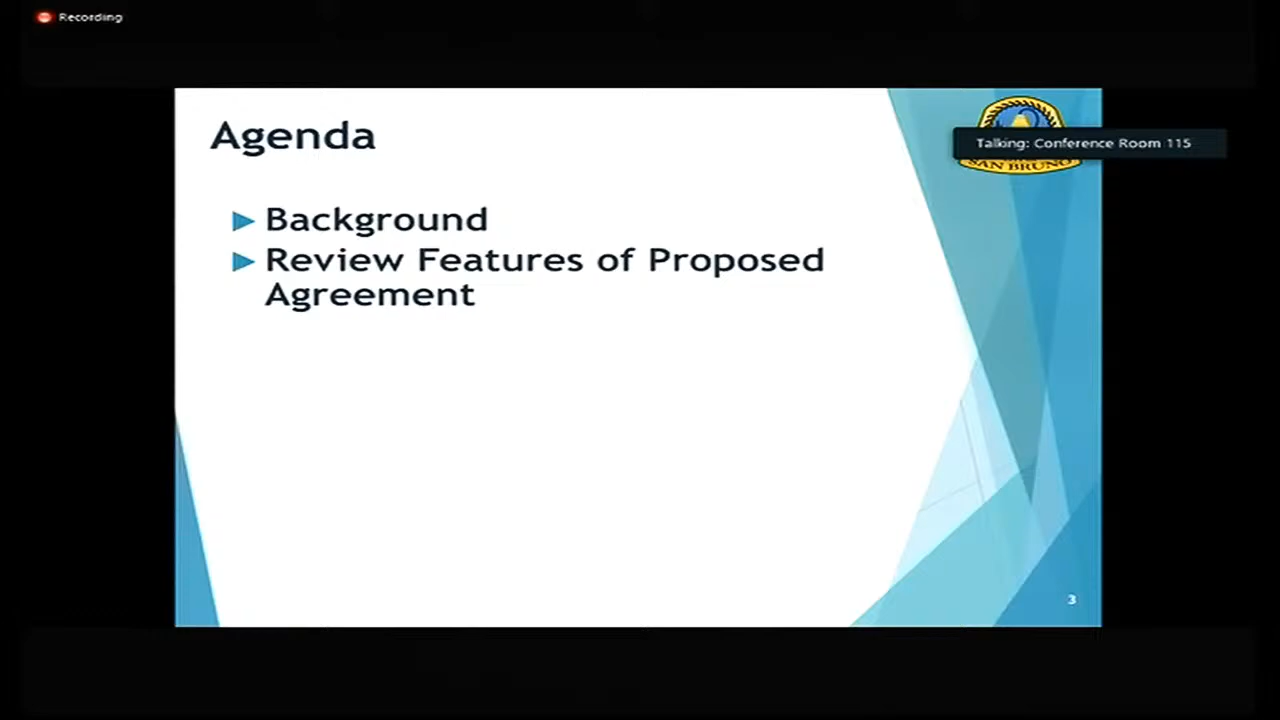 Recording
Agenda
Talking: Conference Room 115
SAN BRUNO
Background
Review Features of Proposed
Agreement
3